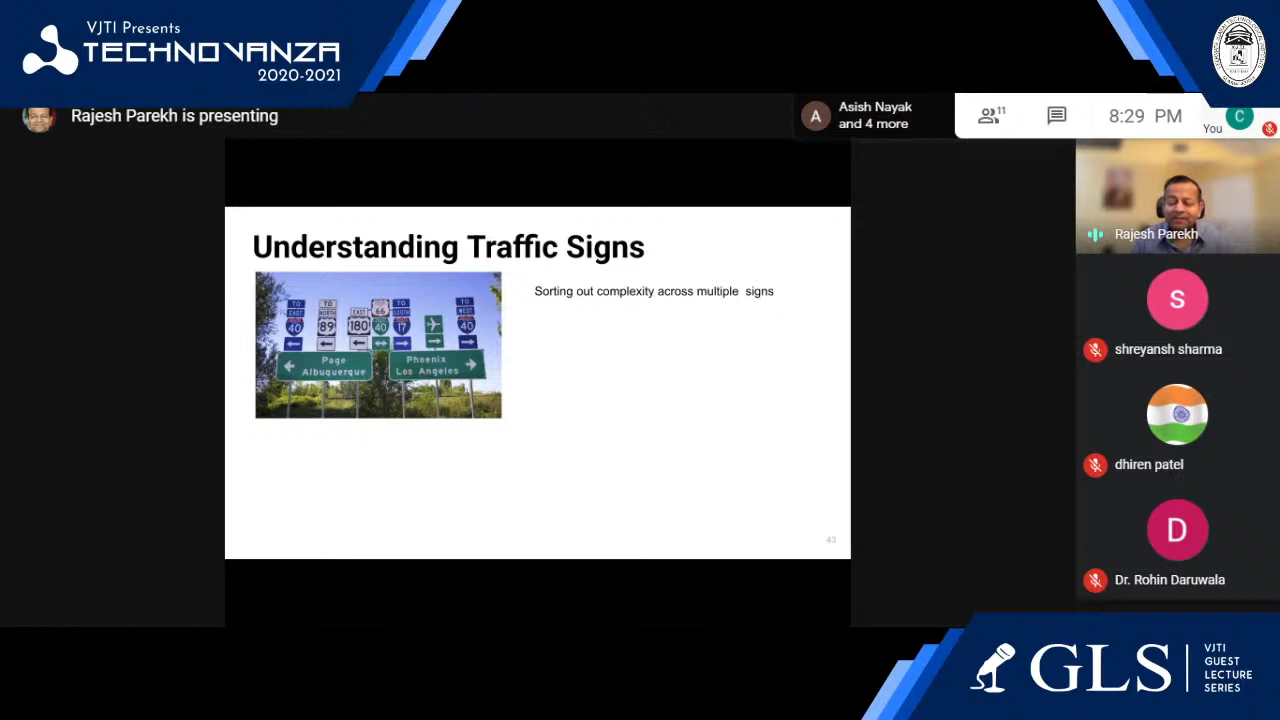 VJTI Presents
TECHNOVANZA
2020-2021
Rajesh Parekh is presenting
Asish Nayak
and 4 more
11
8:29 PM
You
C
A
Rajesh Parekh
S
shreyansh sharma
dhiren patel
D
Dr. Rohin Daruwala
Understanding Traffic Signs
Sorting out complexity across multiple signs
TO
40
TO
NORTH
89
EAST
180
66
40
TO
SOUTH
17
TO
WEST
40
Page
Albuquerque
Phoenix
Los Angeles
43
GLS
VJTI
GUEST
LECTURE
SERIES